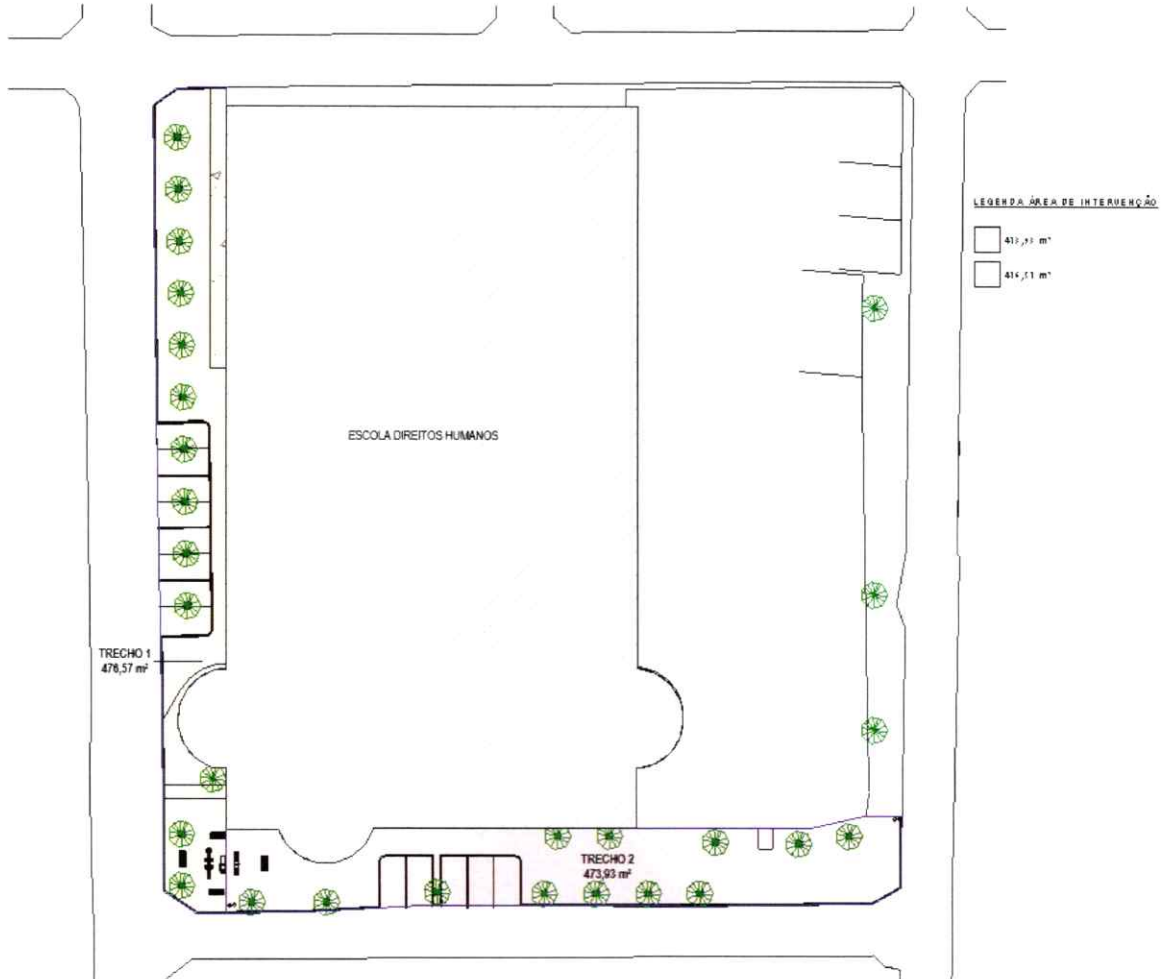 LEGENDA ÁREA DE INTERVENÇÃO
ESCOLA DIREITOS HUMANOS
TRECHO 1
476,57 m²
TRECHO 2
473,93 m²